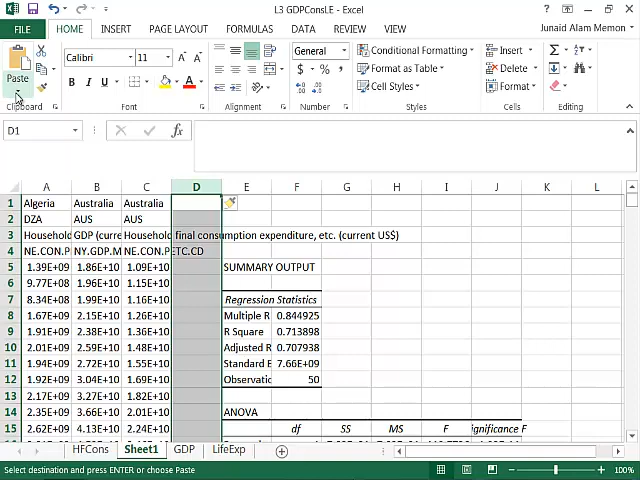 L3 GDPConsLE - Excel
FILE HOME INSERT PAGE LAYOUT FORMULAS DATA REVIEW VIEW Junaid Alam Memon
Paste
Calibri 11
B I U A A A
General
$ % ,
Conditional Formatting
Format as Table
Cell Styles
Insert
Delete
Format
Clipboard Font Alignment Number Styles Cells Editing
D1 fx
A B C D E F G H I J K L
1 Algeria Australia Australia
2 DZA AUS AUS
3 Household GDP (curre Household final consumption expenditure, etc. (current US$)
4 NE.CON.P NY.GDP.M NE.CON.PETC.CD
5 1.39E+09 1.86E+10 1.09E+10 SUMMARY OUTPUT
6 9.77E+08 1.96E+10 1.15E+10
7 8.34E+08 1.99E+10 1.16E+10 Regression Statistics
8 1.67E+09 2.15E+10 1.26E+10 Multiple R 0.844925
9 1.91E+09 2.38E+10 1.36E+10 R Square 0.713898
10 2.01E+09 2.59E+10 1.48E+10 Adjusted R 0.707938
11 1.94E+09 2.72E+10 1.55E+10 Standard E 7.66E+09
12 1.92E+09 3.04E+10 1.69E+10 Observatic 50
13 2.17E+09 3.27E+10 1.82E+10
14 2.35E+09 3.66E+10 2.01E+10 ANOVA
15 2.62E+09 4.13E+10 2.24E+10 df SS MS F ignificance F
HFCons Sheet1 GDP LifeExp
Select destination and press ENTER or choose Paste 100%